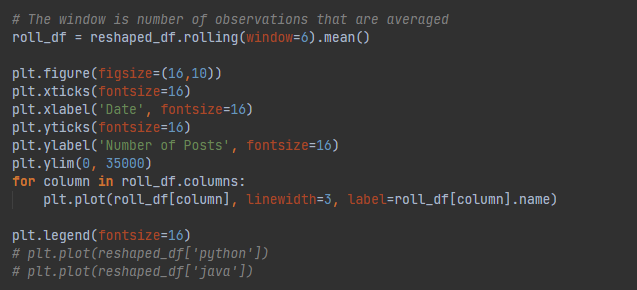 # The window is number of observations that are averaged
roll_df = reshaped_df.rolling(window=6).mean()
plt.figure(figsize=(16,10))
plt.xticks(fontsize=16)
plt.xlabel('Date', fontsize=16)
plt.yticks(fontsize=16)
plt.ylabel('Number of Posts', fontsize=16)
plt.ylim(0, 35000)
for column in roll_df.columns:
    plt.plot(roll_df[column], linewidth=3, label=roll_df[column].name)
plt.legend(fontsize=16)
# plt.plot(reshaped_df['python'])
# plt.plot(reshaped_df['java'])